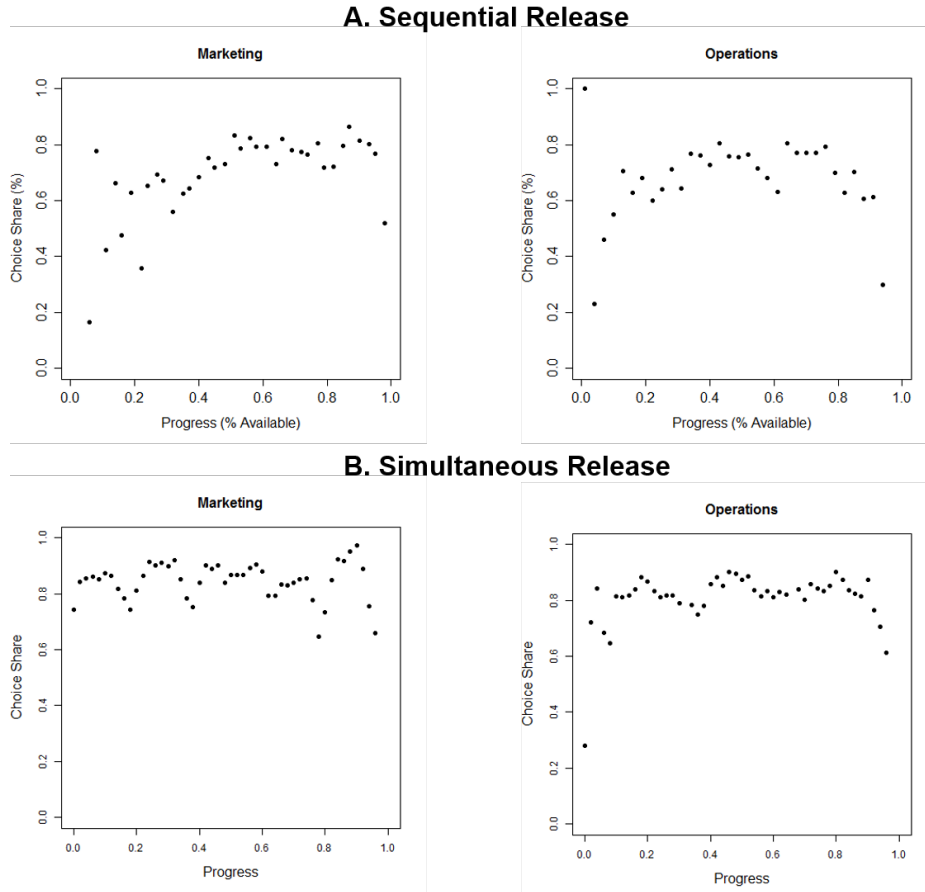 A. Sequential Release
Marketing
Operations
1.0
0.8
0.6
0.4
0.2
0.0
Choice Share (%)
0.0 0.2 0.4 0.6 0.8 1.0
Progress (% Available)
1.0
0.8
0.6
0.4
0.2
0.0
Choice Share (%)
0.0 0.2 0.4 0.6 0.8 1.0
Progress (% Available)
B. Simultaneous Release
Marketing
Operations
1.0
0.8
0.6
0.4
0.2
0.0
Choice Share
0.0 0.2 0.4 0.6 0.8 1.0
Progress
1.0
0.8
0.6
0.4
0.2
0.0
Choice Share
0.0 0.2 0.4 0.6 0.8 1.0
Progress